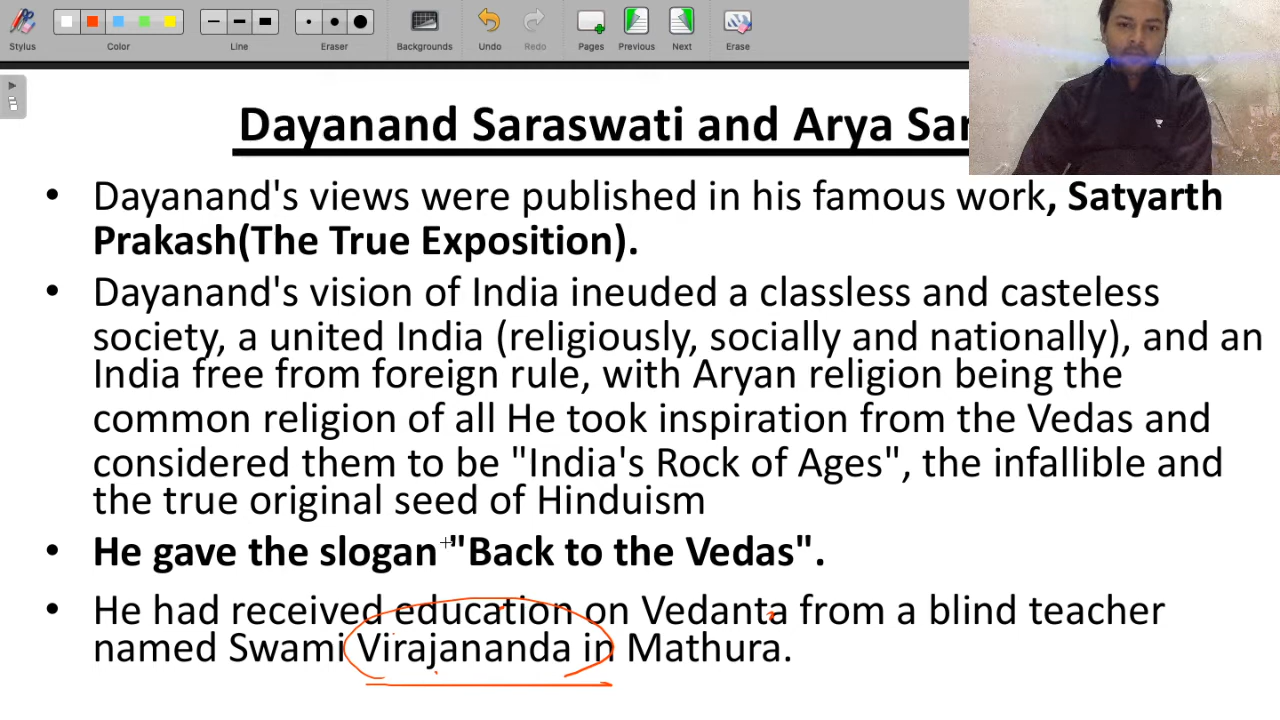 Stylus
Color
Line
Eraser
Backgrounds
Undo
Redo
Pages
Previous
Next
Erase
Dayanand Saraswati and Arya
• Dayanand's views were published in his famous work, Satyarth
Prakash(The True Exposition).
• Dayanand's vision of India ineuded a classless and casteless
society, a united India (religiously, socially and nationally), and an
India free from foreign rule, with Aryan religion being the
common religion of all He took inspiration from the Vedas and
considered them to be "India's Rock of Ages", the infallible and
the true original seed of Hinduism
• He gave the slogan "Back to the Vedas".
• He had received education on Vedanta from a blind teacher
named Swami Virajananda in Mathura.